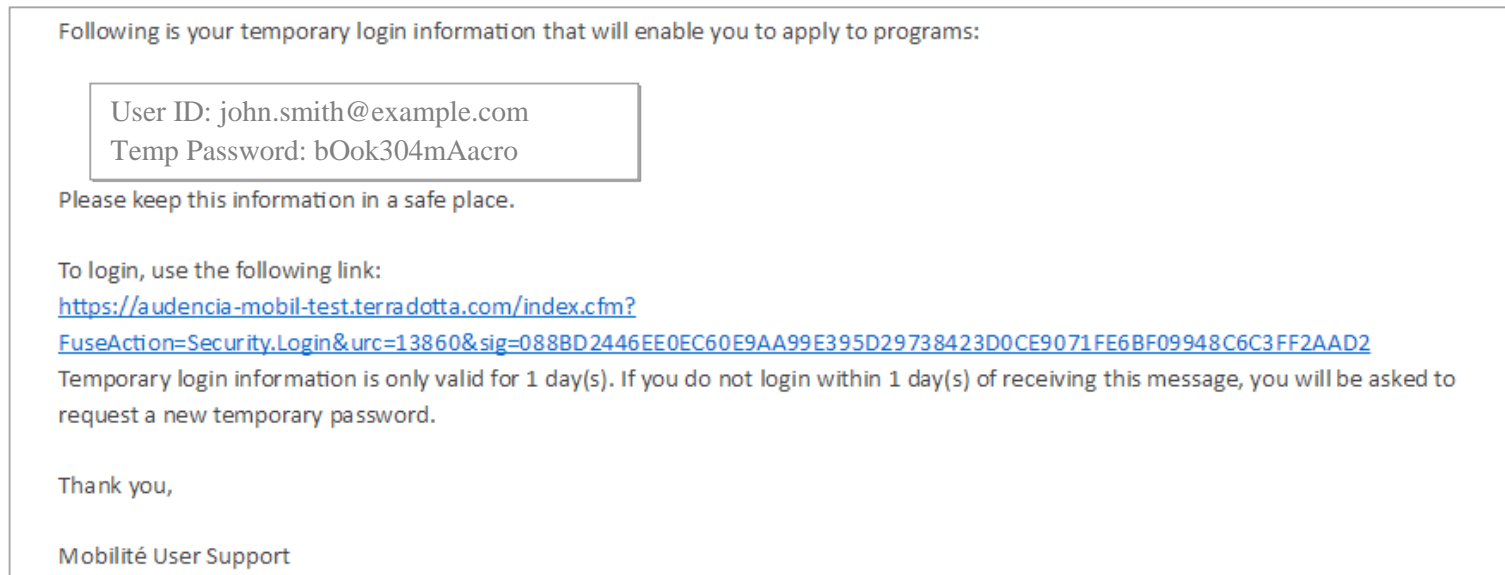 Following is your temporary login information that will enable you to apply to programs:
User ID: john.smith@example.com
Temp Password: bOok304mAacro
Please keep this information in a safe place.
To login, use the following link:
https://audencia-mobil-test.terradotta.com/index.cfm?
FuseAction=Security.Login&urc=13860&sig=088BD2446EE0EC60E9AA99E395D29738423D0CE9071FE6BF09948C6C3FF2AAD2
Temporary login information is only valid for 1 day(s). If you do not login within 1 day(s) of receiving this message, you will be asked to
request a new temporary password.
Thank you,
Mobilité User Support